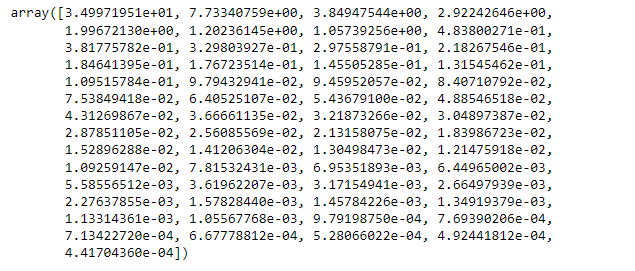 array([3.49971951e+01, 7.73340759e+00, 3.84947544e+00, 2.92242646e+00,
1.99672130e+00, 1.20236145e+00, 1.05739256e+00, 4.83800271e-01,
3.81775782e-01, 3.29803927e-01, 2.97558791e-01, 2.18267546e-01,
1.84641395e-01, 1.76723514e-01, 1.45505285e-01, 1.31545462e-01,
1.09515784e-01, 9.79432941e-02, 9.45952057e-02, 8.40710792e-02,
7.53849418e-02, 6.40525107e-02, 5.43679100e-02, 4.88546518e-02,
4.31269867e-02, 3.66661135e-02, 3.21873266e-02, 3.04897387e-02,
2.87851105e-02, 2.56085569e-02, 2.13158075e-02, 1.83986723e-02,
1.52896288e-02, 1.41206304e-02, 1.30498473e-02, 1.21475918e-02,
1.09259147e-02, 7.81532431e-03, 6.95351893e-03, 6.44965002e-03,
5.58556512e-03, 3.61962207e-03, 3.17154941e-03, 2.66497939e-03,
2.27637855e-03, 1.57828440e-03, 1.45784226e-03, 1.34919379e-03,
1.13314361e-03, 1.05567768e-03, 9.79198750e-04, 7.69390206e-04,
7.13422720e-04, 6.67778812e-04, 5.28066022e-04, 4.92441812e-04,
4.41704360e-04])